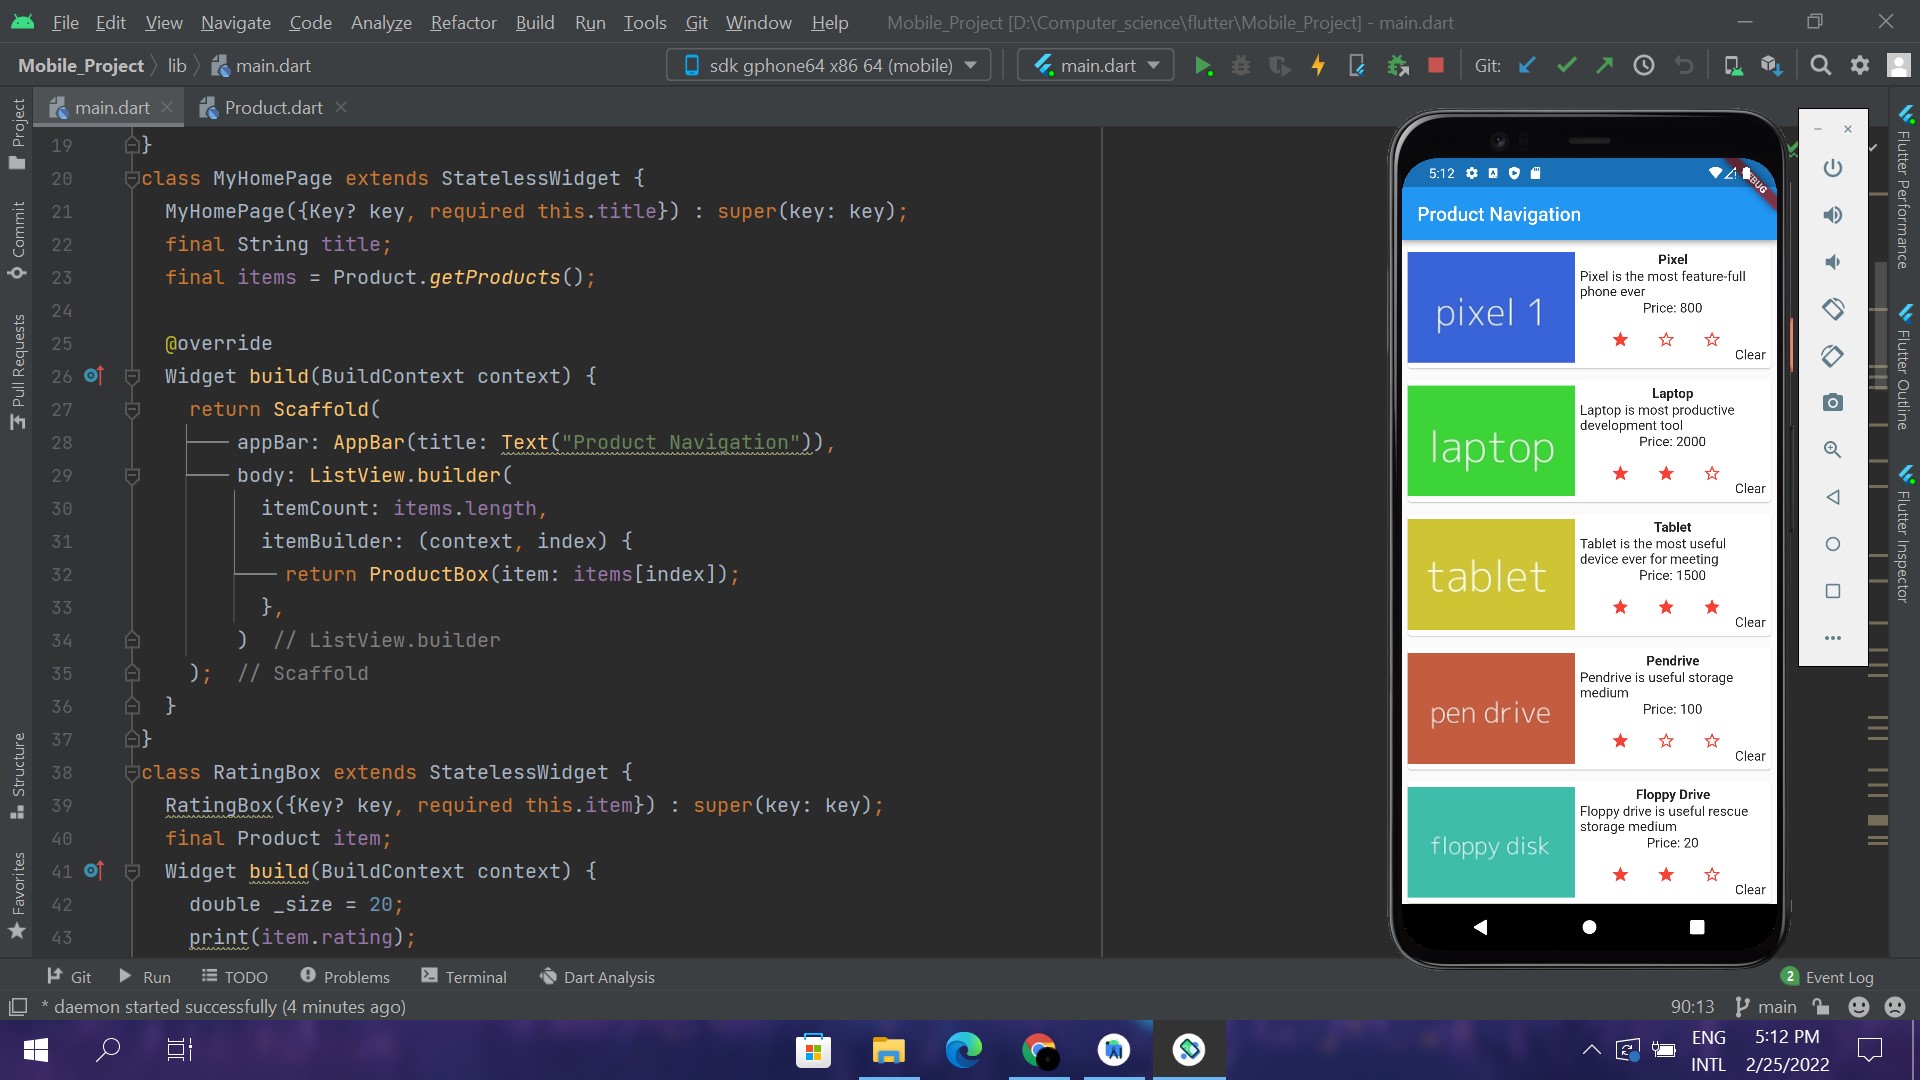 File Edit View Navigate Code Analyze Refactor Build Run Tools Git Window Help Mobile_Project [D:\Computer_science\flutter\Mobile_Project] - main.dart
Mobile_Project lib main.dart sdk gphone64 x86 64 (mobile) main.dart Git:
main.dart Product.dart
19 }
20 class MyHomePage extends StatelessWidget {
21 MyHomePage({Key? key, required this.title}) : super(key: key);
22 final String title;
23 final items = Product.getProducts();
24
25 @override
26 Widget build(BuildContext context) {
27 return Scaffold(
28 appBar: AppBar(title: Text("Product Navigation")),
29 body: ListView.builder(
30 itemCount: items.length,
31 itemBuilder: (context, index) {
32 return ProductBox(item: items[index]);
33 },
34 ) // ListView.builder
35 ); // Scaffold
36 }
37 }
38 class RatingBox extends StatelessWidget {
39 RatingBox({Key? key, required this.item}) : super(key: key);
40 final Product item;
41 Widget build(BuildContext context) {
42 double _size = 20;
43 print(item.rating);
Project
Commit
Pull Requests
Structure
Favorites
5:12
Product Navigation
pixel 1
Pixel
Pixel is the most feature-full
phone ever
Price: 800
Clear
laptop
Laptop
Laptop is most productive
development tool
Price: 2000
Clear
tablet
Tablet
Tablet is the most useful
device ever for meeting
Price: 1500
Clear
pen drive
Pendrive
Pendrive is useful storage
medium
Price: 100
Clear
floppy disk
Floppy Drive
Floppy drive is useful rescue
storage medium
Price: 20
Clear
Flutter Performance
Flutter Outline
Flutter Inspector
Git Run TODO Problems Terminal Dart Analysis 2 Event Log
* daemon started successfully (4 minutes ago) 90:13 main
ENG 5:12 PM
INTL 2/25/2022